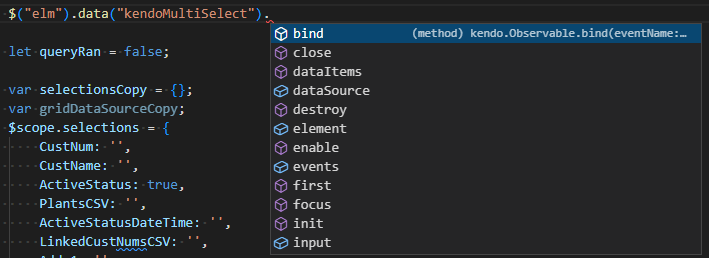 $("elm").data("kendoMultiSelect").
bind (method) kendo.Observable.bind(eventName:…
close
dataItems
dataSource
destroy
element
enable
events
first
focus
init
input
let queryRan = false;
var selectionsCopy = {};
var gridDataSourceCopy;
$scope.selections = {
CustNum: '',
CustName: '',
ActiveStatus: true,
PlantsCSV: '',
ActiveStatusDateTime: '',
LinkedCustNumsCSV: '',